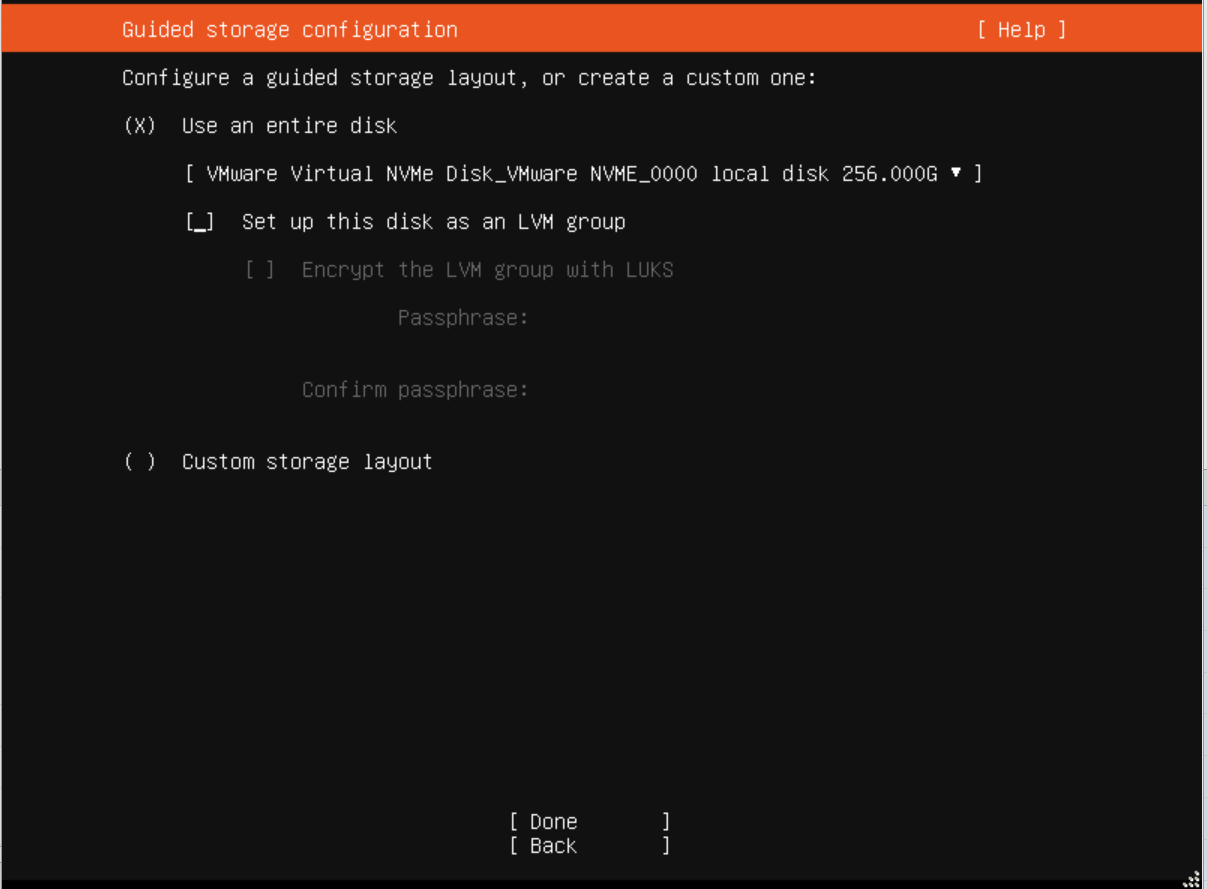 Guided storage configuration [ Help ]
Configure a guided storage layout, or create a custom one:
(X) Use an entire disk
[ VMware Virtual NVMe Disk_VMware NVME_0000 local disk 256.000G ▾ ]
[_] Set up this disk as an LVM group
[ ] Encrypt the LVM group with LUKS
Passphrase:
Confirm passphrase:
( ) Custom storage layout
[ Done ]
[ Back ]